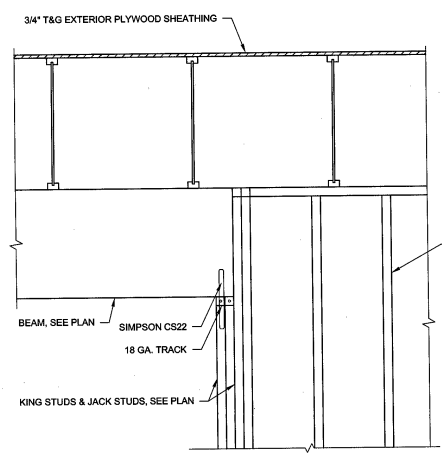 3/4" T&G EXTERIOR PLYWOOD SHEATHING
BEAM, SEE PLAN
SIMPSON CS22
18 GA. TRACK
KING STUDS & JACK STUDS, SEE PLAN